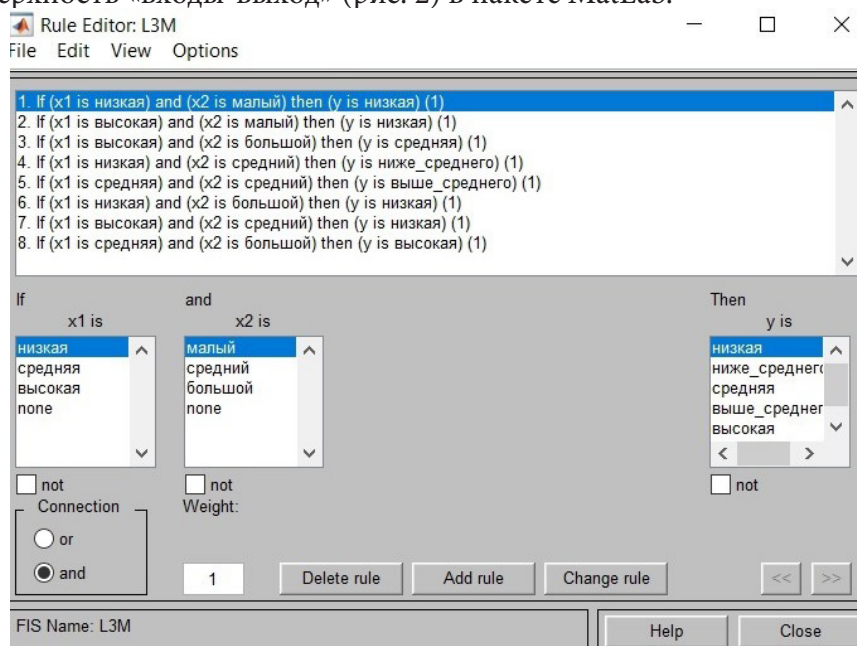 «входы-выход» (рис. 2) в пакете MatLab.
Rule Editor: L3M
File Edit View Options
1. If (x1 is низкая) and (x2 is малый) then (y is низкая) (1)
2. If (x1 is высокая) and (x2 is малый) then (y is низкая) (1)
3. If (x1 is высокая) and (x2 is большой) then (y is средняя) (1)
4. If (x1 is низкая) and (x2 is средний) then (y is ниже_среднего) (1)
5. If (x1 is средняя) and (x2 is средний) then (y is выше_среднего) (1)
6. If (x1 is низкая) and (x2 is большой) then (y is низкая) (1)
7. If (x1 is высокая) and (x2 is средний) then (y is низкая) (1)
8. If (x1 is средняя) and (x2 is большой) then (y is высокая) (1)
If and Then
x1 is x2 is y is
низкая
средняя
высокая
none
малый
средний
большой
none
низкая
ниже_среднего
средняя
выше_среднег
высокая
not not not
Connection
or
and
Weight:
1
Delete rule Add rule Change rule << >>
FIS Name: L3M
Help Close